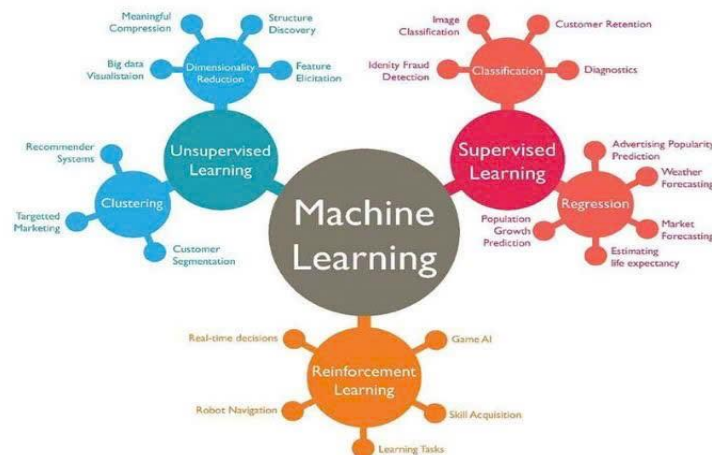 Meaningful
Compression
Structure
Discovery
Big data
Visualistaion
Dimensionality
Reduction
Feature
Elicitation
Image
Classification
Customer Retention
Idenity Fraud
Detection
Classification
Diagnostics
Recommender
Systems
Unsupervised
Learning
Targetted
Marketing
Clustering
Customer
Segmentation
Machine
Learning
Supervised
Learning
Advertising Popularity
Prediction
Weather
Forecasting
Population
Growth
Prediction
Regression
Market
Forecasting
Estimating
life expectancy
Real-time decisions
Game AI
Reinforcement
Learning
Robot Navigation
Skill Acquisition
Learning Tasks